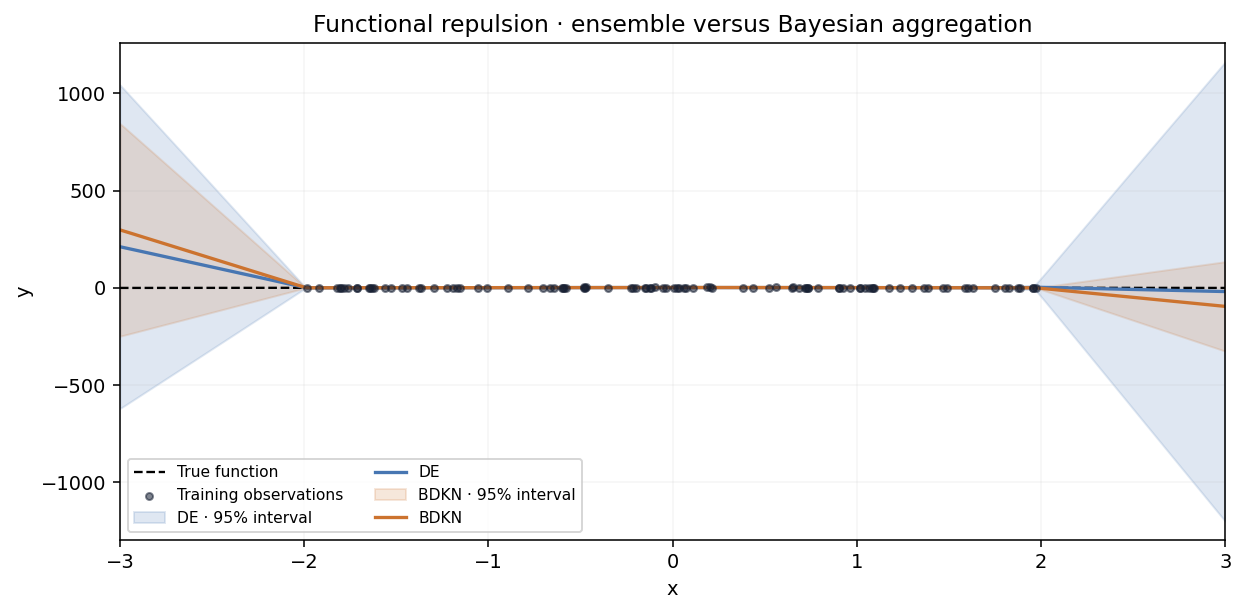 Functional repulsion · ensemble versus Bayesian aggregation
y
1000
500
0
−500
−1000
True function
Training observations
DE · 95% interval
DE
BDKN · 95% interval
BDKN
−3 −2 −1 0 1 2 3
x